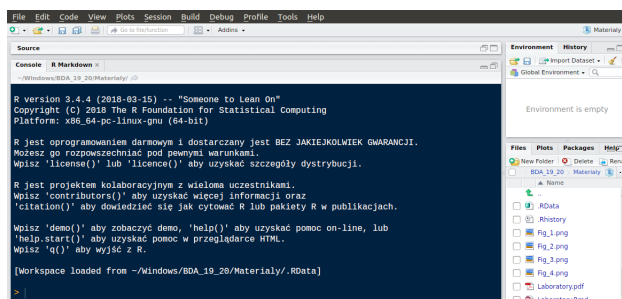 File Edit Code View Plots Session Build Debug Profile Tools Help
Go to file/function Addins Materialy
Source
Environment History
Console R Markdown
Import Dataset
~/Windows/BDA_19_20/Materialy/
Global Environment
R version 3.4.4 (2018-03-15) -- "Someone to Lean On"
Copyright (C) 2018 The R Foundation for Statistical Computing
Platform: x86_64-pc-linux-gnu (64-bit)
Environment is empty
R jest oprogramowaniem darmowym i dostarczany jest BEZ JAKIEJKOLWIEK GWARANCJI.
Możesz go rozpowszechniać pod pewnymi warunkami.
Wpisz 'license()' lub 'licence()' aby uzyskać szczegóły dystrybucji.
Files Plots Packages Help
New Folder Delete Rena
BDA_19_20 Materialy
Name
R jest projektem kolaboracyjnym z wieloma uczestnikami.
Wpisz 'contributors()' aby uzyskać więcej informacji oraz
'citation()' aby dowiedzieć się jak cytować R lub pakiety R w publikacjach.
..
.RData
.Rhistory
Wpisz 'demo()' aby zobaczyć demo, 'help()' aby uzyskać pomoc on-line, lub
'help.start()' aby uzyskać pomoc w przeglądarce HTML.
Wpisz 'q()' aby wyjść z R.
Fig_1.png
Fig_2.png
Fig_3.png
Fig_4.png
[Workspace loaded from ~/Windows/BDA_19_20/Materialy/.RData]
Laboratory.pdf
>